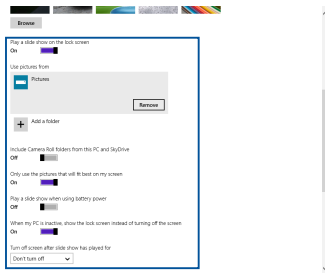 Browse
Play a slide show on the lock screen
On
Use pictures from
Pictures
Remove
Add a folder
Include Camera Roll folders from this PC and SkyDrive
Off
Only use the pictures that will fit best on my screen
On
Play a slide show when using battery power
Off
When my PC is inactive, show the lock screen instead of turning off the screen
On
Turn off screen after slide show has played for
Don't turn off